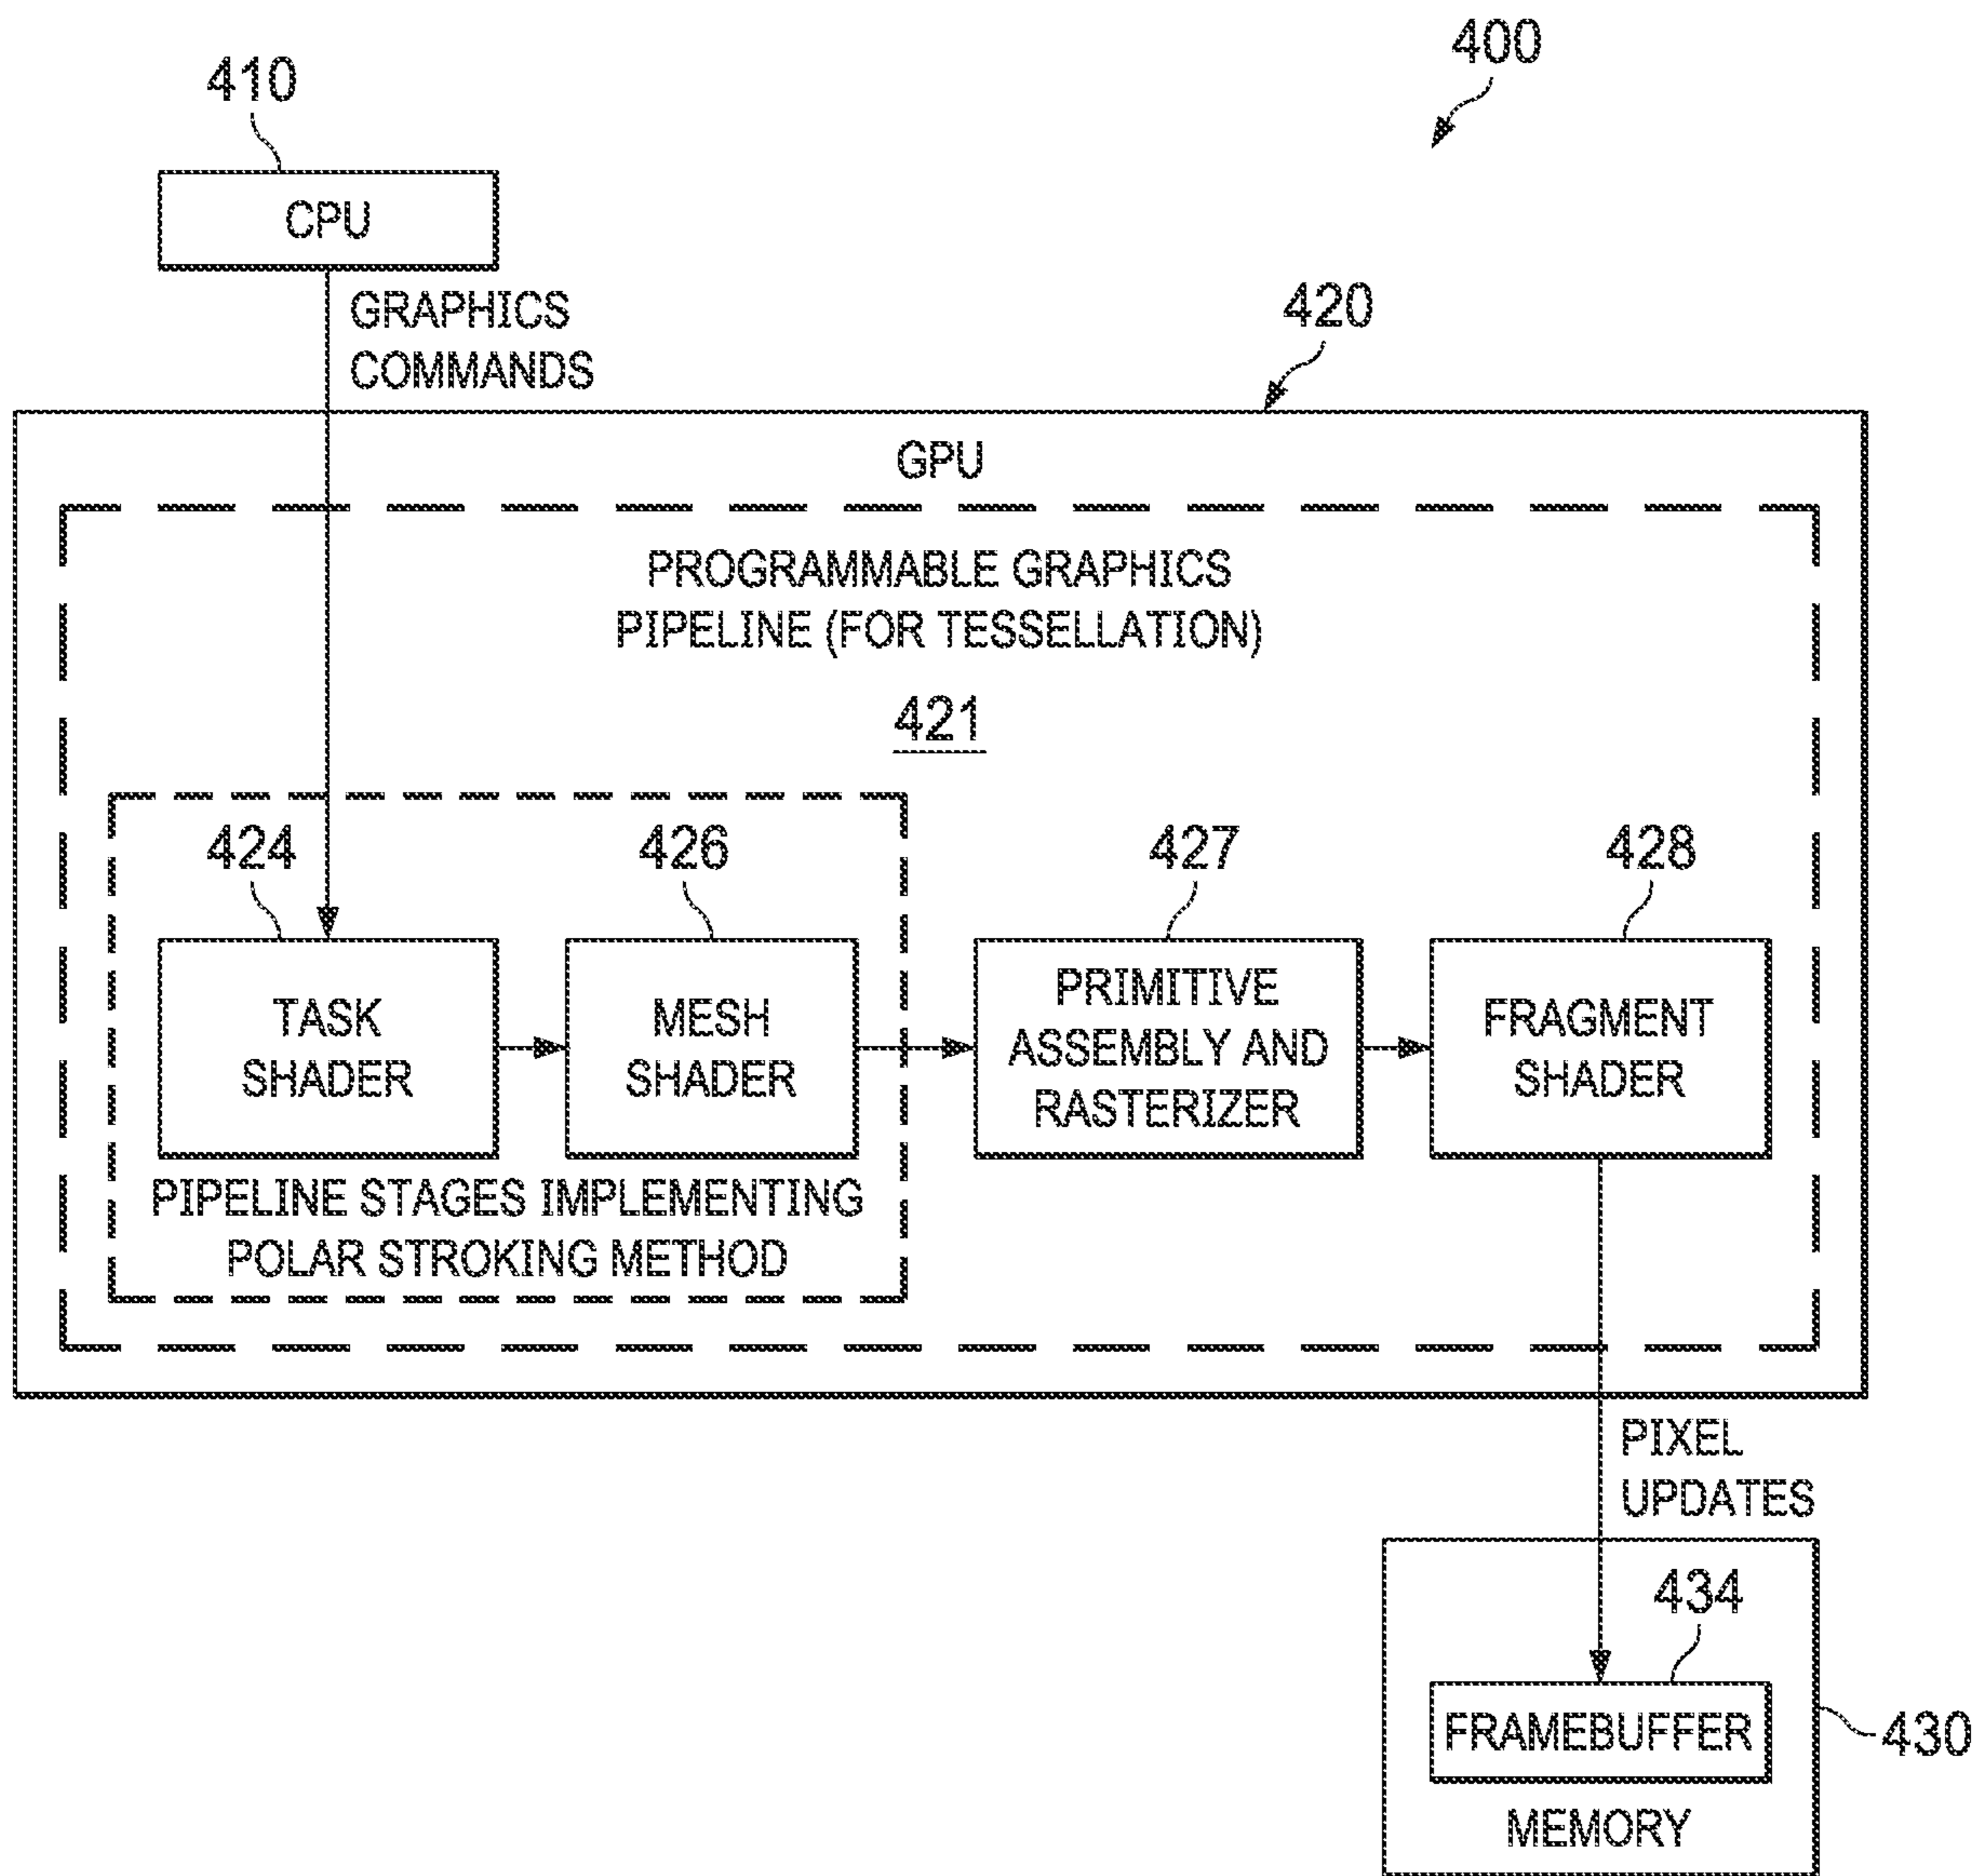 400
410
CPU
GRAPHICS
COMMANDS
420
GPU
PROGRAMMABLE GRAPHICS
PIPELINE (FOR TESSELLATION)
421
424
426
427
428
TASK
SHADER
MESH
SHADER
PRIMITIVE
ASSEMBLY AND
RASTERIZER
FRAGMENT
SHADER
PIPELINE STAGES IMPLEMENTING
POLAR STROKING METHOD
PIXEL
UPDATES
434
FRAMEBUFFER
430
MEMORY